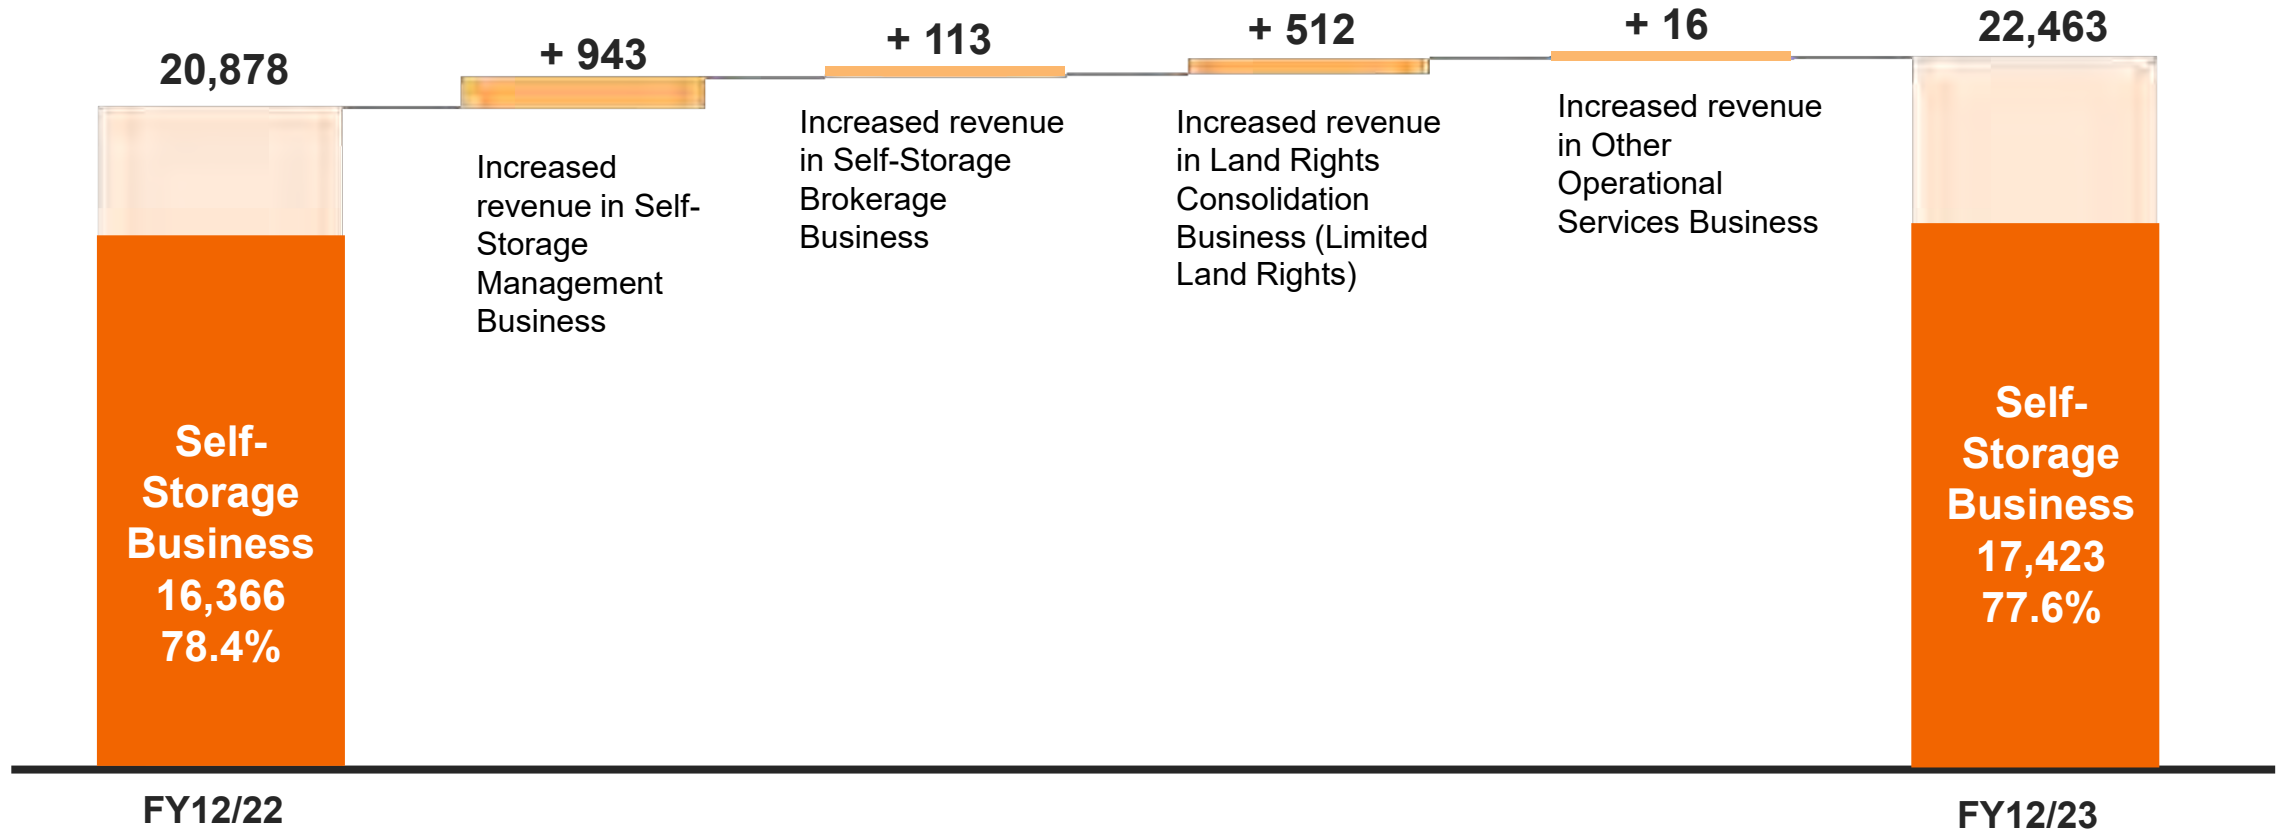 20,878
+ 943
+ 113
+ 512
+ 16
22,463
Increased
revenue in Self-
Storage
Management
Business
Increased revenue
in Self-Storage
Brokerage
Business
Increased revenue
in Land Rights
Consolidation
Business (Limited
Land Rights)
Increased revenue
in Other
Operational
Services Business
Self-
Storage
Business
16,366
78.4%
Self-
Storage
Business
17,423
77.6%
FY12/22
FY12/23